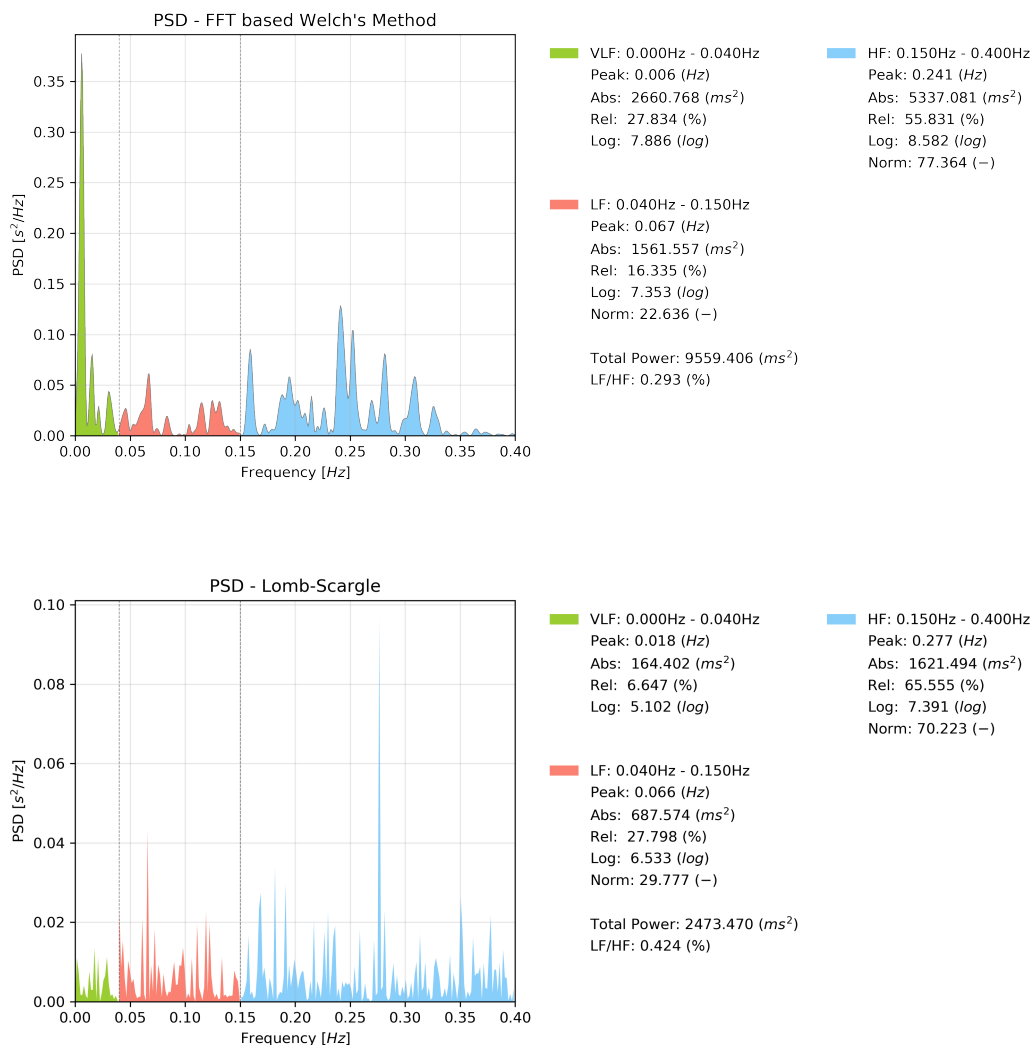 PSD - FFT based Welch's Method
PSD [s²/Hz]
0.35
0.30
0.25
0.20
0.15
0.10
0.05
0.00
0.00 0.05 0.10 0.15 0.20 0.25 0.30 0.35 0.40
Frequency [Hz]
VLF: 0.000Hz - 0.040Hz
Peak: 0.006 (Hz)
Abs: 2660.768 (ms²)
Rel: 27.834 (%)
Log: 7.886 (log)
HF: 0.150Hz - 0.400Hz
Peak: 0.241 (Hz)
Abs: 5337.081 (ms²)
Rel: 55.831 (%)
Log: 8.582 (log)
Norm: 77.364 (−)
LF: 0.040Hz - 0.150Hz
Peak: 0.067 (Hz)
Abs: 1561.557 (ms²)
Rel: 16.335 (%)
Log: 7.353 (log)
Norm: 22.636 (−)
Total Power: 9559.406 (ms²)
LF/HF: 0.293 (%)
PSD - Lomb-Scargle
PSD [s²/Hz]
0.10
0.08
0.06
0.04
0.02
0.00
0.00 0.05 0.10 0.15 0.20 0.25 0.30 0.35 0.40
Frequency [Hz]
VLF: 0.000Hz - 0.040Hz
Peak: 0.018 (Hz)
Abs: 164.402 (ms²)
Rel: 6.647 (%)
Log: 5.102 (log)
HF: 0.150Hz - 0.400Hz
Peak: 0.277 (Hz)
Abs: 1621.494 (ms²)
Rel: 65.555 (%)
Log: 7.391 (log)
Norm: 70.223 (−)
LF: 0.040Hz - 0.150Hz
Peak: 0.066 (Hz)
Abs: 687.574 (ms²)
Rel: 27.798 (%)
Log: 6.533 (log)
Norm: 29.777 (−)
Total Power: 2473.470 (ms²)
LF/HF: 0.424 (%)